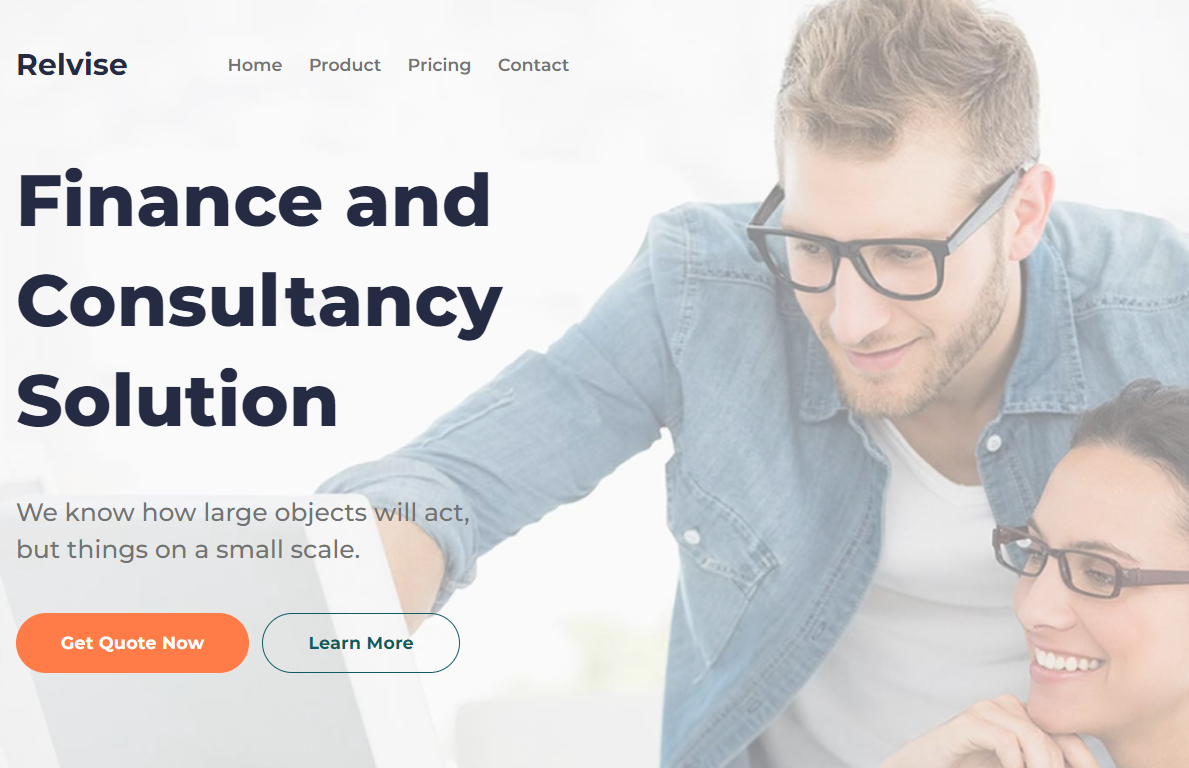 Relvise
Home Product Pricing Contact
Finance and
Consultancy
Solution
We know how large objects will act,
but things on a small scale.
Get Quote Now Learn More